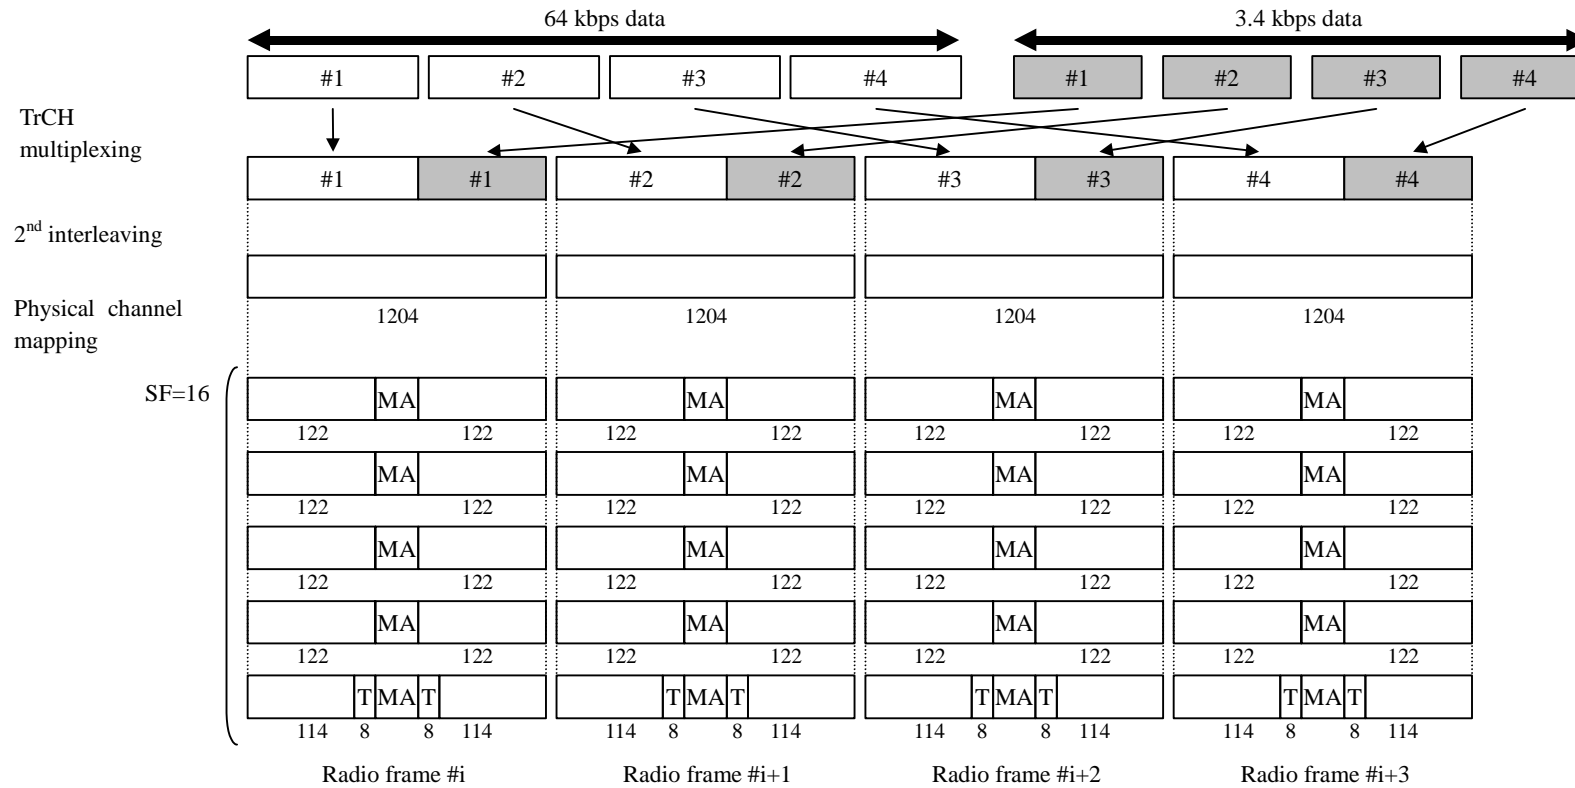 64 kbps data 3.4 kbps data
#1 #2 #3 #4 #1 #2 #3 #4
TrCH
multiplexing
#1 #1 #2 #2 #3 #3 #4 #4
2nd interleaving
Physical channel
mapping
1204 1204 1204 1204
SF=16
MA MA MA MA
122 122 122 122 122 122 122 122
MA MA MA MA
122 122 122 122 122 122 122 122
MA MA MA MA
122 122 122 122 122 122 122 122
MA MA MA MA
122 122 122 122 122 122 122 122
T MA T T MA T T MA T T MA T
114 8 8 114 114 8 8 114 114 8 8 114 114 8 8 114
Radio frame #i Radio frame #i+1 Radio frame #i+2 Radio frame #i+3